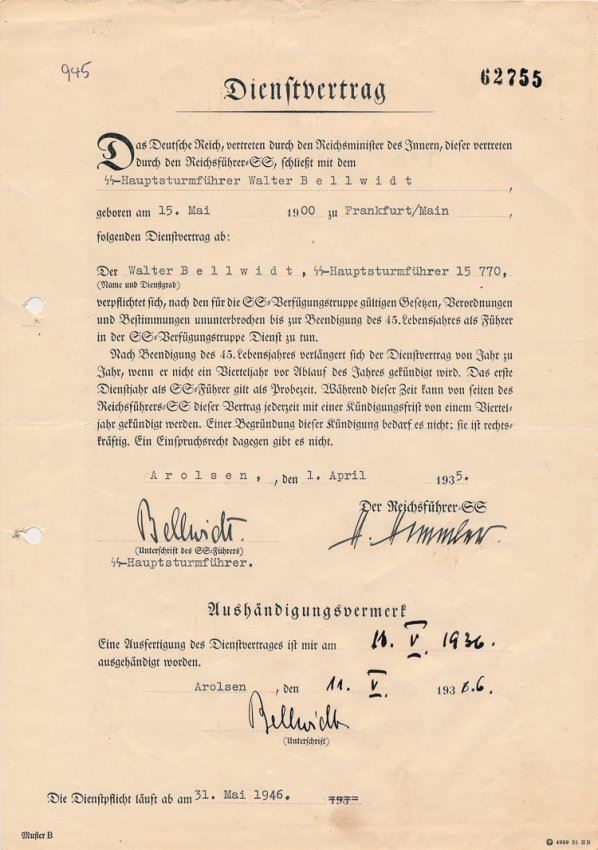 945
62755
Dienstvertrag
Das Deutsche Reich, vertreten durch den Reichsminister des Innern, dieser vertreten
durch den Reichsführer-SS, schließt mit dem
SS-Hauptsturmführer Walter Bellwidt,
geboren am 15. Mai 1900 zu Frankfurt/Main,
folgenden Dienstvertrag ab:
Der Walter Bellwidt, SS-Hauptsturmführer 15 770,
(Name und Dienstgrad)
verpflichtet sich, nach den für die SS-Verfügungstruppe gültigen Gesetzen, Verordnungen
und Bestimmungen ununterbrochen bis zur Beendigung des 45. Lebensjahres als Führer
in der SS-Verfügungstruppe Dienst zu tun.
Nach Beendigung des 45. Lebensjahres verlängert sich der Dienstvertrag von Jahr zu
Jahr, wenn er nicht ein Vierteljahr vor Ablauf des Jahres gekündigt wird. Das erste
Dienstjahr als SS-Führer gilt als Probezeit. Während dieser Zeit kann von seiten des
Reichsführers-SS dieser Vertrag jederzeit mit einer Kündigungsfrist von einem Viertel-
jahr gekündigt werden. Einer Begründung dieser Kündigung bedarf es nicht; sie ist rechts-
kräftig. Ein Einspruchsrecht dagegen gibt es nicht.
Arolsen, , den 1. April 1935.
Der Reichsführer-SS
Bellwidt. H. Himmler.
(Unterschrift des SS-Führers)
SS-Hauptsturmführer.
Aushändigungsvermerk
Eine Ausfertigung des Dienstvertrages ist mir am 10. V. 1936.
ausgehändigt worden.
Arolsen , den 11. V. 193 6.
Bellwidt
(Unterschrift)
Die Dienstpflicht läuft ab am 31. Mai 1946. 193
Muster B
4999 35 II D